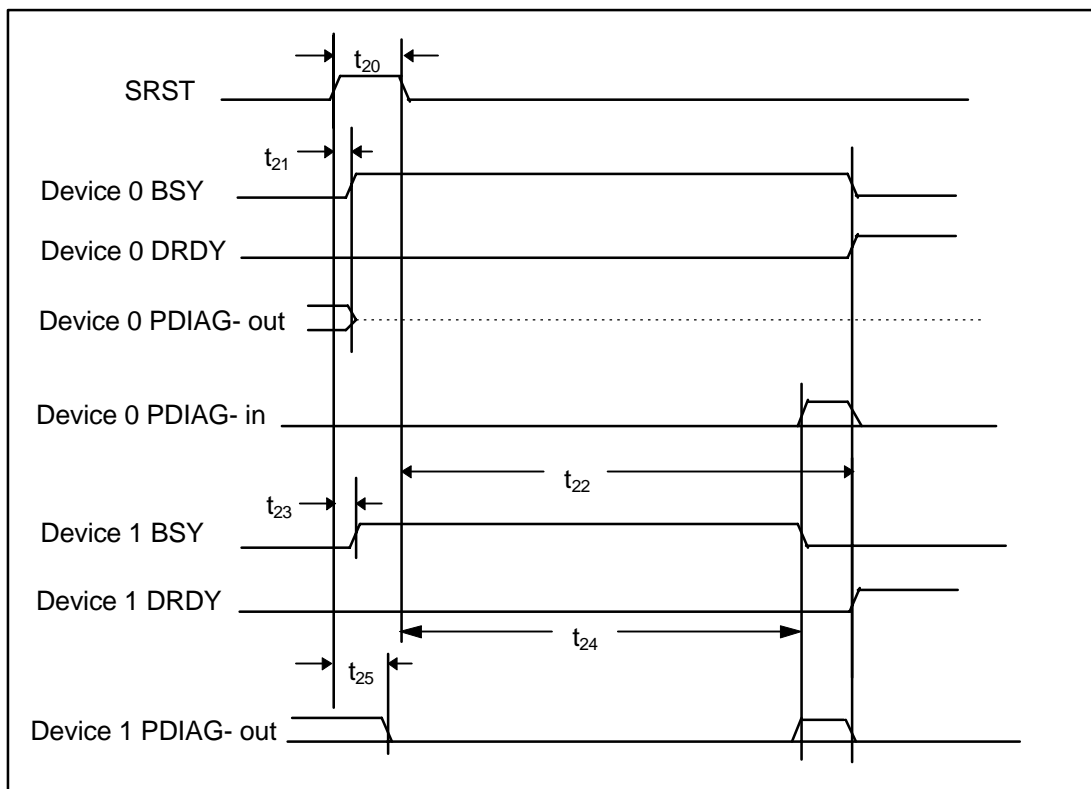 t20
SRST
t21
Device 0 BSY
Device 0 DRDY
Device 0 PDIAG- out
Device 0 PDIAG- in
t22
t23
Device 1 BSY
Device 1 DRDY
t24
t25
Device 1 PDIAG- out